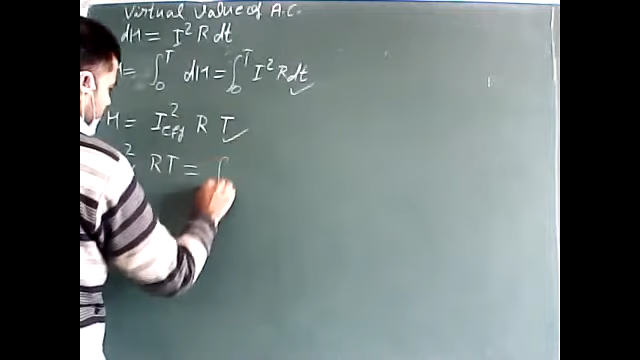 Virtual Value of A.C.
dH = I² R dt
H = ∫₀ᵀ dH = ∫₀ᵀ I² R dt
H = I²eff R T
² RT = ∫